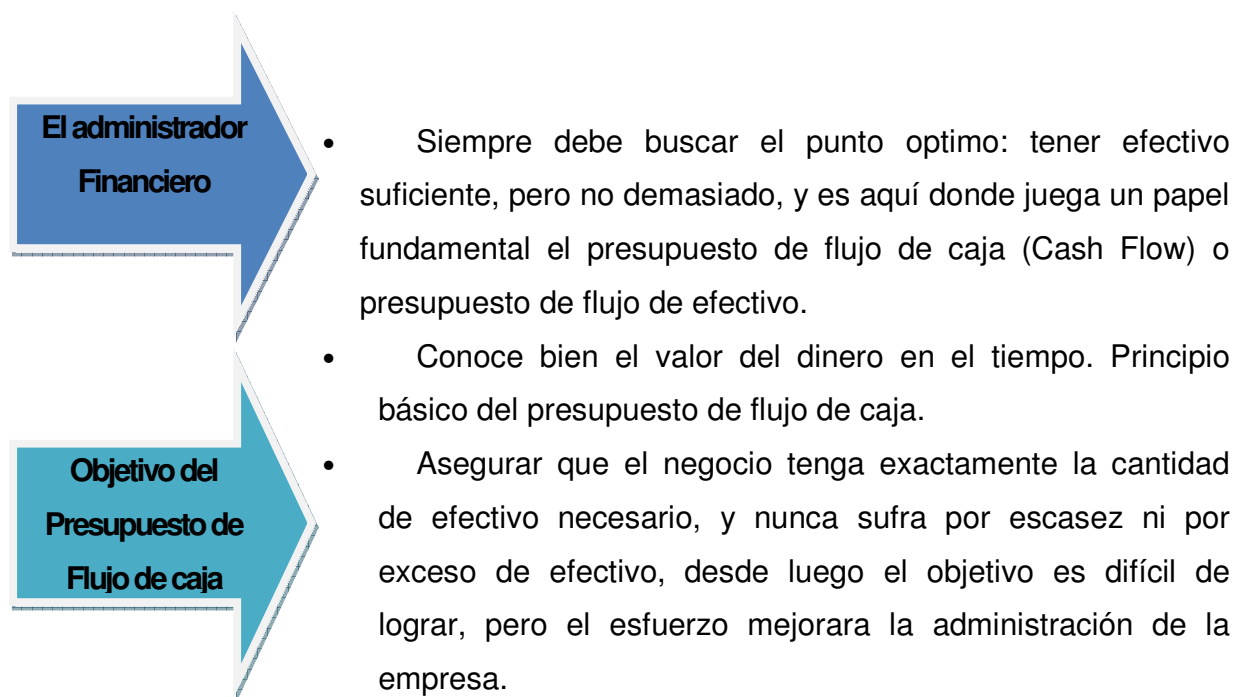 El administrador
Financiero
• Siempre debe buscar el punto optimo: tener efectivo
suficiente, pero no demasiado, y es aquí donde juega un papel
fundamental el presupuesto de flujo de caja (Cash Flow) o
presupuesto de flujo de efectivo.
• Conoce bien el valor del dinero en el tiempo. Principio
básico del presupuesto de flujo de caja.
Objetivo del
Presupuesto de
Flujo de caja
• Asegurar que el negocio tenga exactamente la cantidad
de efectivo necesario, y nunca sufra por escasez ni por
exceso de efectivo, desde luego el objetivo es difícil de
lograr, pero el esfuerzo mejorara la administración de la
empresa.